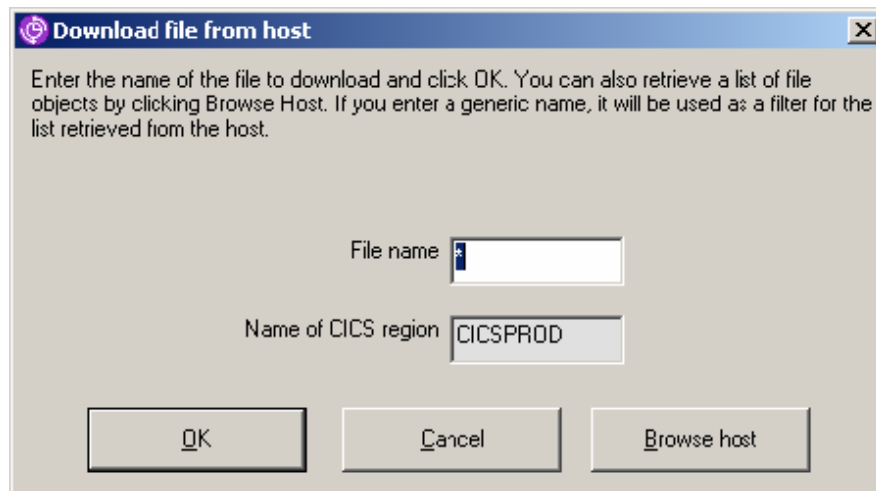 Download file from host
Enter the name of the file to download and click OK. You can also retrieve a list of file
objects by clicking Browse Host. If you enter a generic name, it will be used as a filter for the
list retrieved from the host.
File name *
Name of CICS region CICSPROD
OK Cancel Browse host